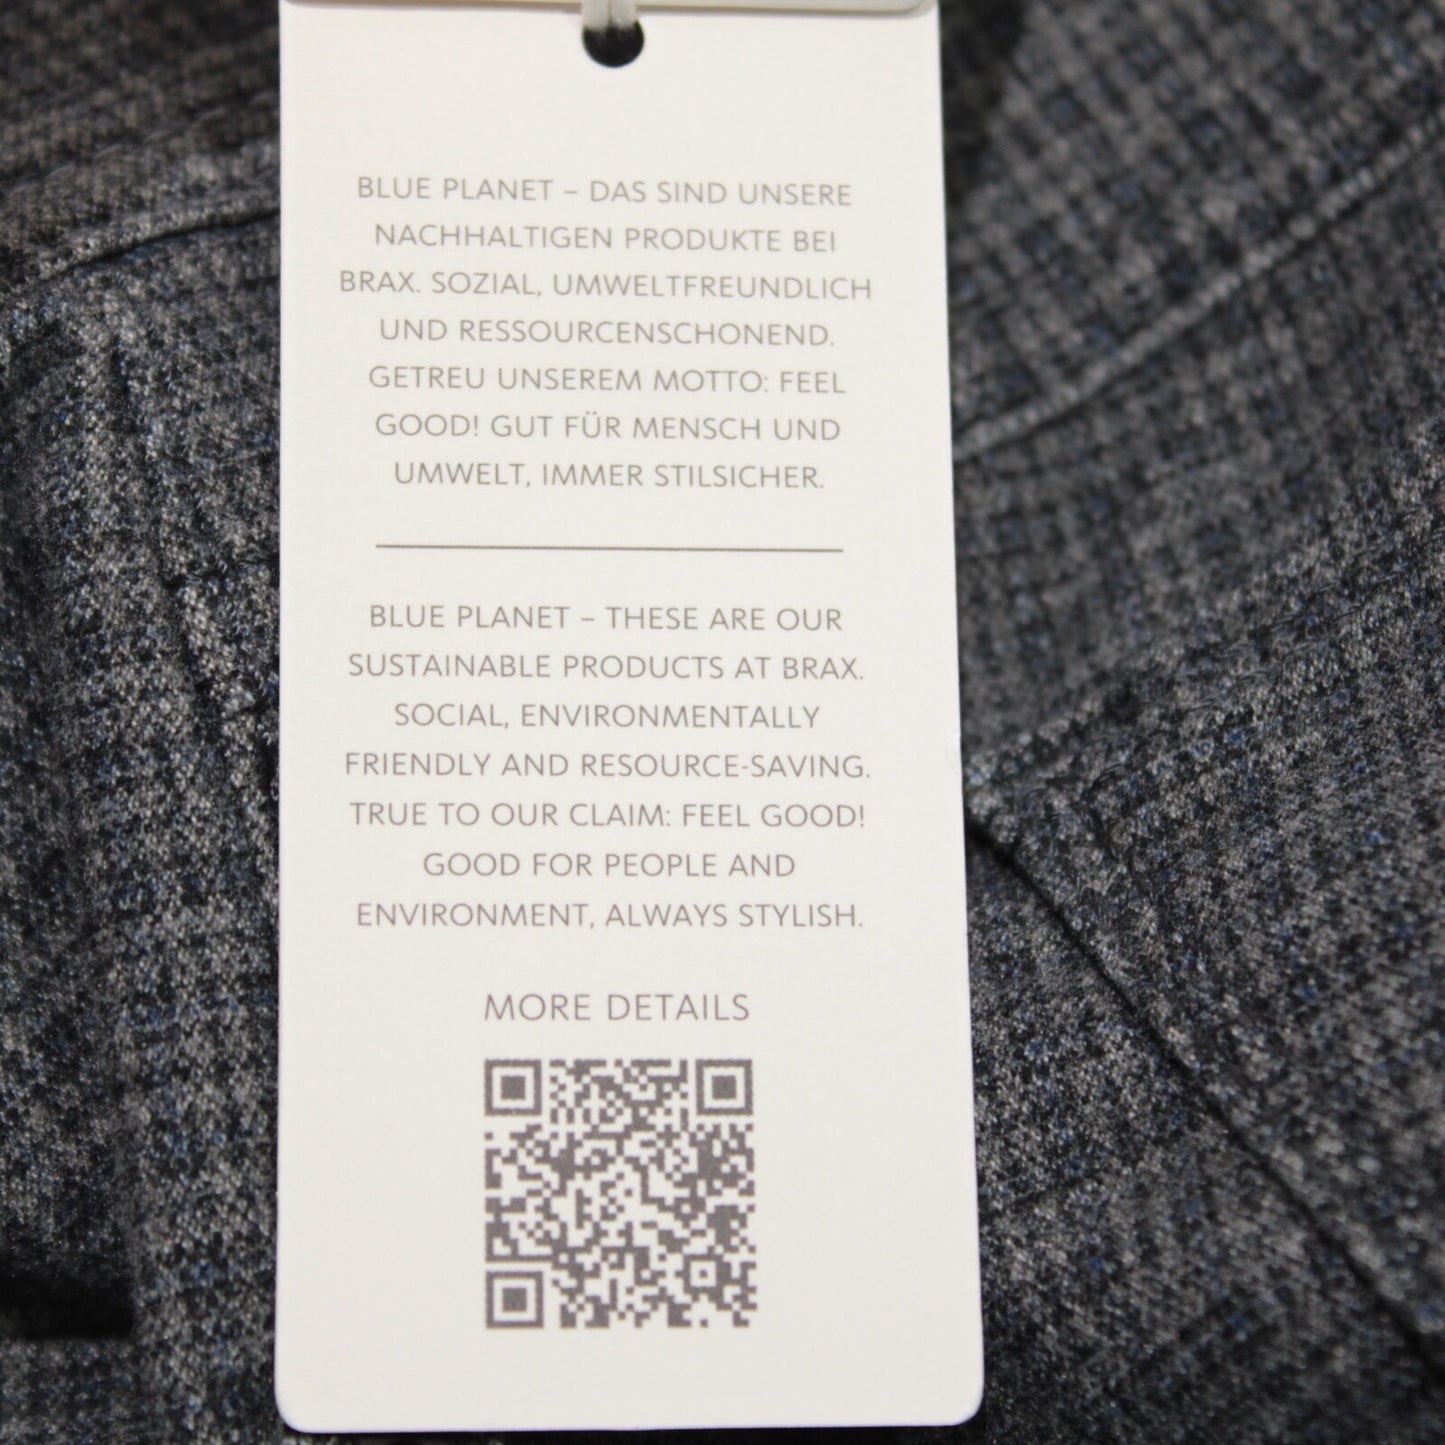 BLUE PLANET – DAS SIND UNSERE
NACHHALTIGEN PRODUKTE BEI
BRAX. SOZIAL, UMWELTFREUNDLICH
UND RESSOURCENSCHONEND.
GETREU UNSEREM MOTTO: FEEL
GOOD! GUT FÜR MENSCH UND
UMWELT, IMMER STILSICHER.
BLUE PLANET – THESE ARE OUR
SUSTAINABLE PRODUCTS AT BRAX.
SOCIAL, ENVIRONMENTALLY
FRIENDLY AND RESOURCE-SAVING.
TRUE TO OUR CLAIM: FEEL GOOD!
GOOD FOR PEOPLE AND
ENVIRONMENT, ALWAYS STYLISH.
MORE DETAILS